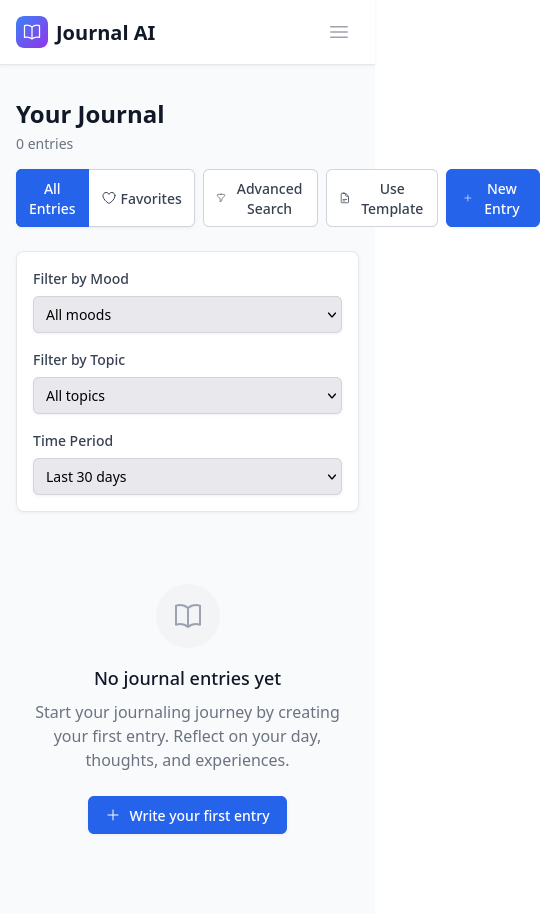 Journal AI
Your Journal
0 entries
All Entries
Favorites
Advanced Search
Use Template
New Entry
Filter by Mood
All moods
Filter by Topic
All topics
Time Period
Last 30 days
No journal entries yet
Start your journaling journey by creating
your first entry. Reflect on your day,
thoughts, and experiences.
Write your first entry